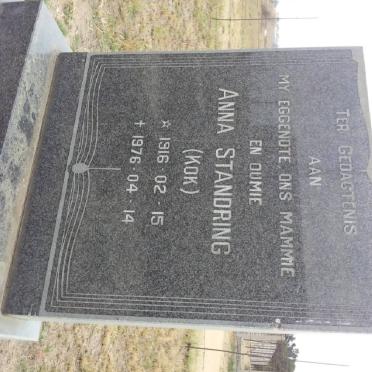 TER GEDAGTENIS
AAN
MY EGGENOTE, ONS MAMMIE
EN OUMIE
ANNA STANDRING
(KOK)
✩ 1916 · 02 · 15
✝ 1976 · 04 · 14